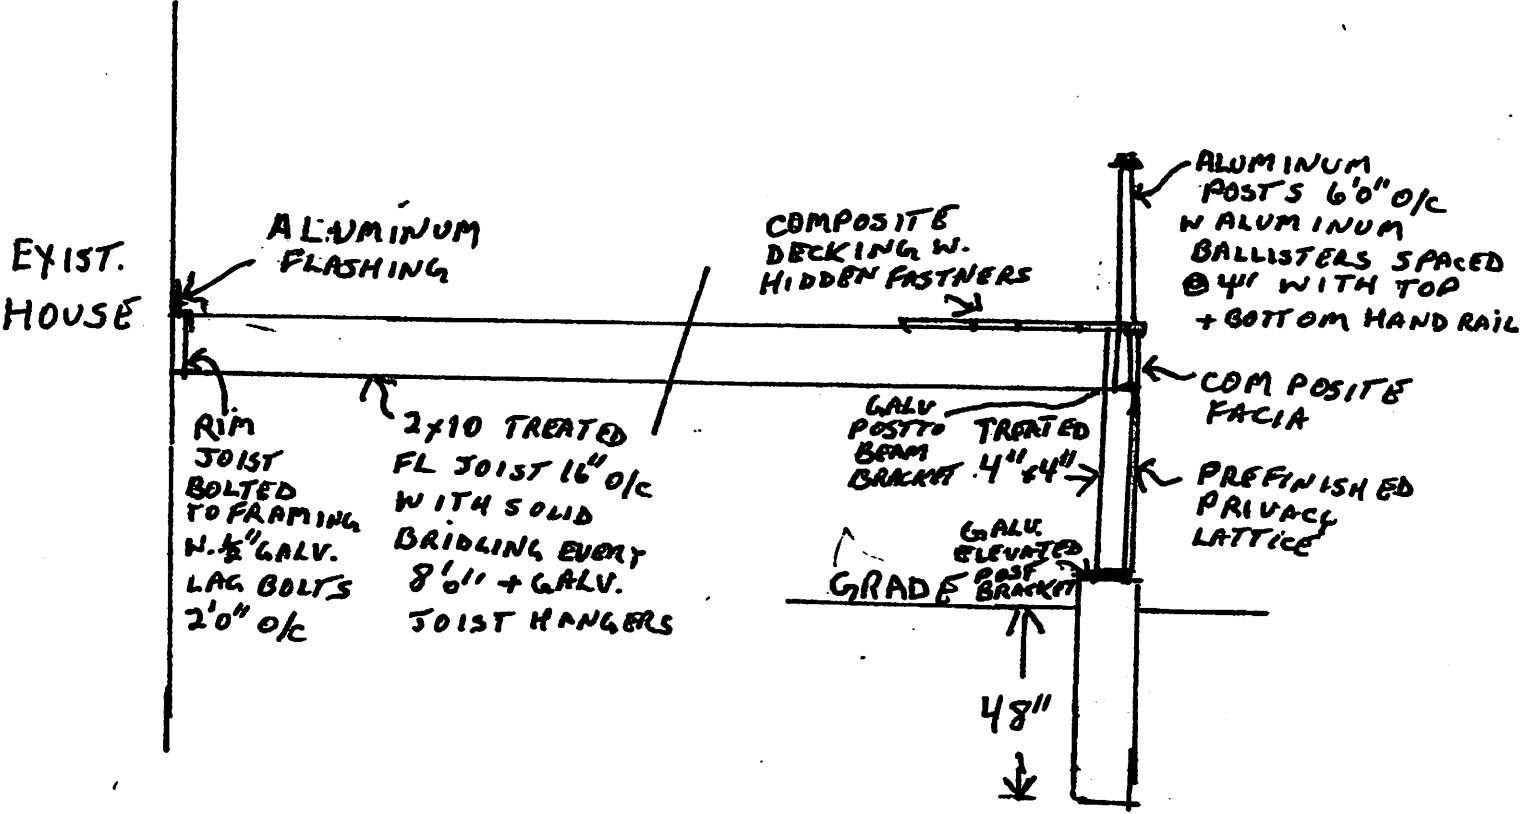 EXIST.
HOUSE
ALUMINUM
FLASHING
COMPOSITE
DECKING W.
HIDDEN FASTNERS
ALUMINUM
POSTS 6'0" O/C
W ALUMINUM
BALLISTERS SPACED
@ 4" WITH TOP
+ BOTTOM HANDRAIL
COMPOSITE
FACIA
RIM
JOIST
BOLTED
TO FRAMING
W. 1/2" GALV.
LAG BOLTS
2'0" O/C
2x10 TREATED
FL JOIST 16" O/C
WITH SOLID
BRIDGING EVERY
8'0" + GALV.
JOIST HANGERS
GALV
POST TO
BEAM
BRACKET
TREATED
4"x4"
PREFINISHED
PRIVACY
LATTICE
GALV.
ELEVATED
POST
BRACKET
GRADE
48"